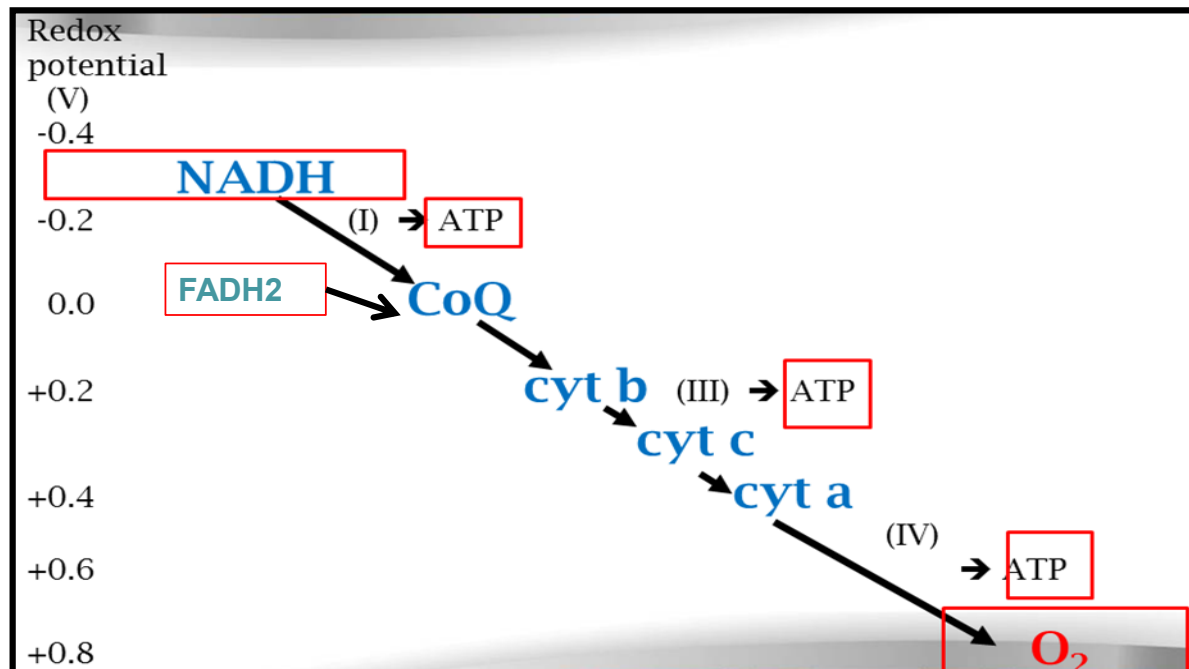 Redox
potential
(V)
-0.4
NADH
-0.2
(I) ➔ ATP
FADH2
0.0
CoQ
+0.2
cyt b (III) ➔ ATP
cyt c
+0.4
cyt a
(IV)
+0.6
➔ ATP
+0.8
O₂